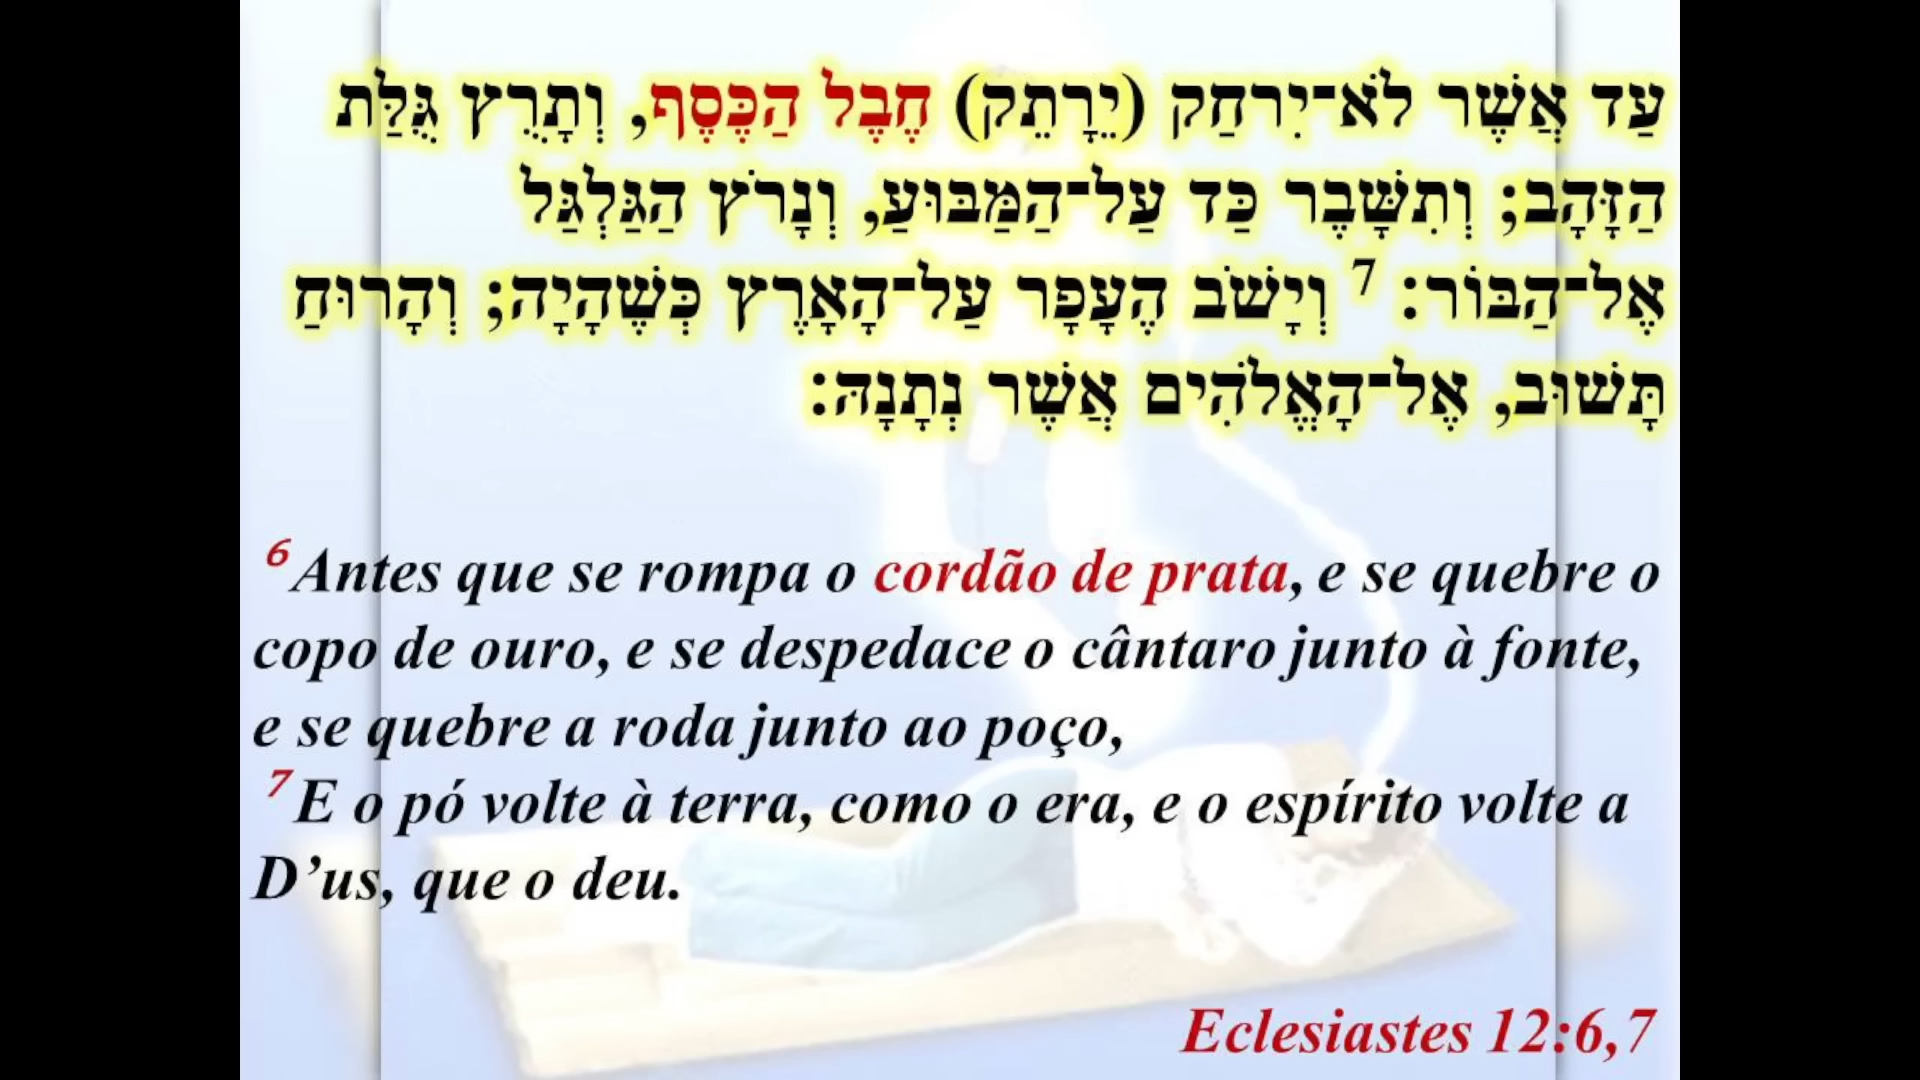 עַד אֲשֶׁר לֹא־יִרחַק (יֵרָתֵק) חֶבֶל הַכֶּסֶף, וְתָרֻץ גֻּלַּת
הַזָּהָב; וְתִשָּׁבֶר כַּד עַל־הַמַּבּוּעַ, וְנָרֹץ הַגַּלְגַּל
אֶל־הַבּוֹר: 7 וְיָשֹׁב הֶעָפָר עַל־הָאָרֶץ כְּשֶׁהָיָה; וְהָרוּחַ
תָּשׁוּב, אֶל־הָאֱלֹהִים אֲשֶׁר נְתָנָהּ:
6 Antes que se rompa o cordão de prata, e se quebre o
copo de ouro, e se despedace o cântaro junto à fonte,
e se quebre a roda junto ao poço,
7 E o pó volte à terra, como o era, e o espírito volte a
D’us, que o deu.
Eclesiastes 12:6,7